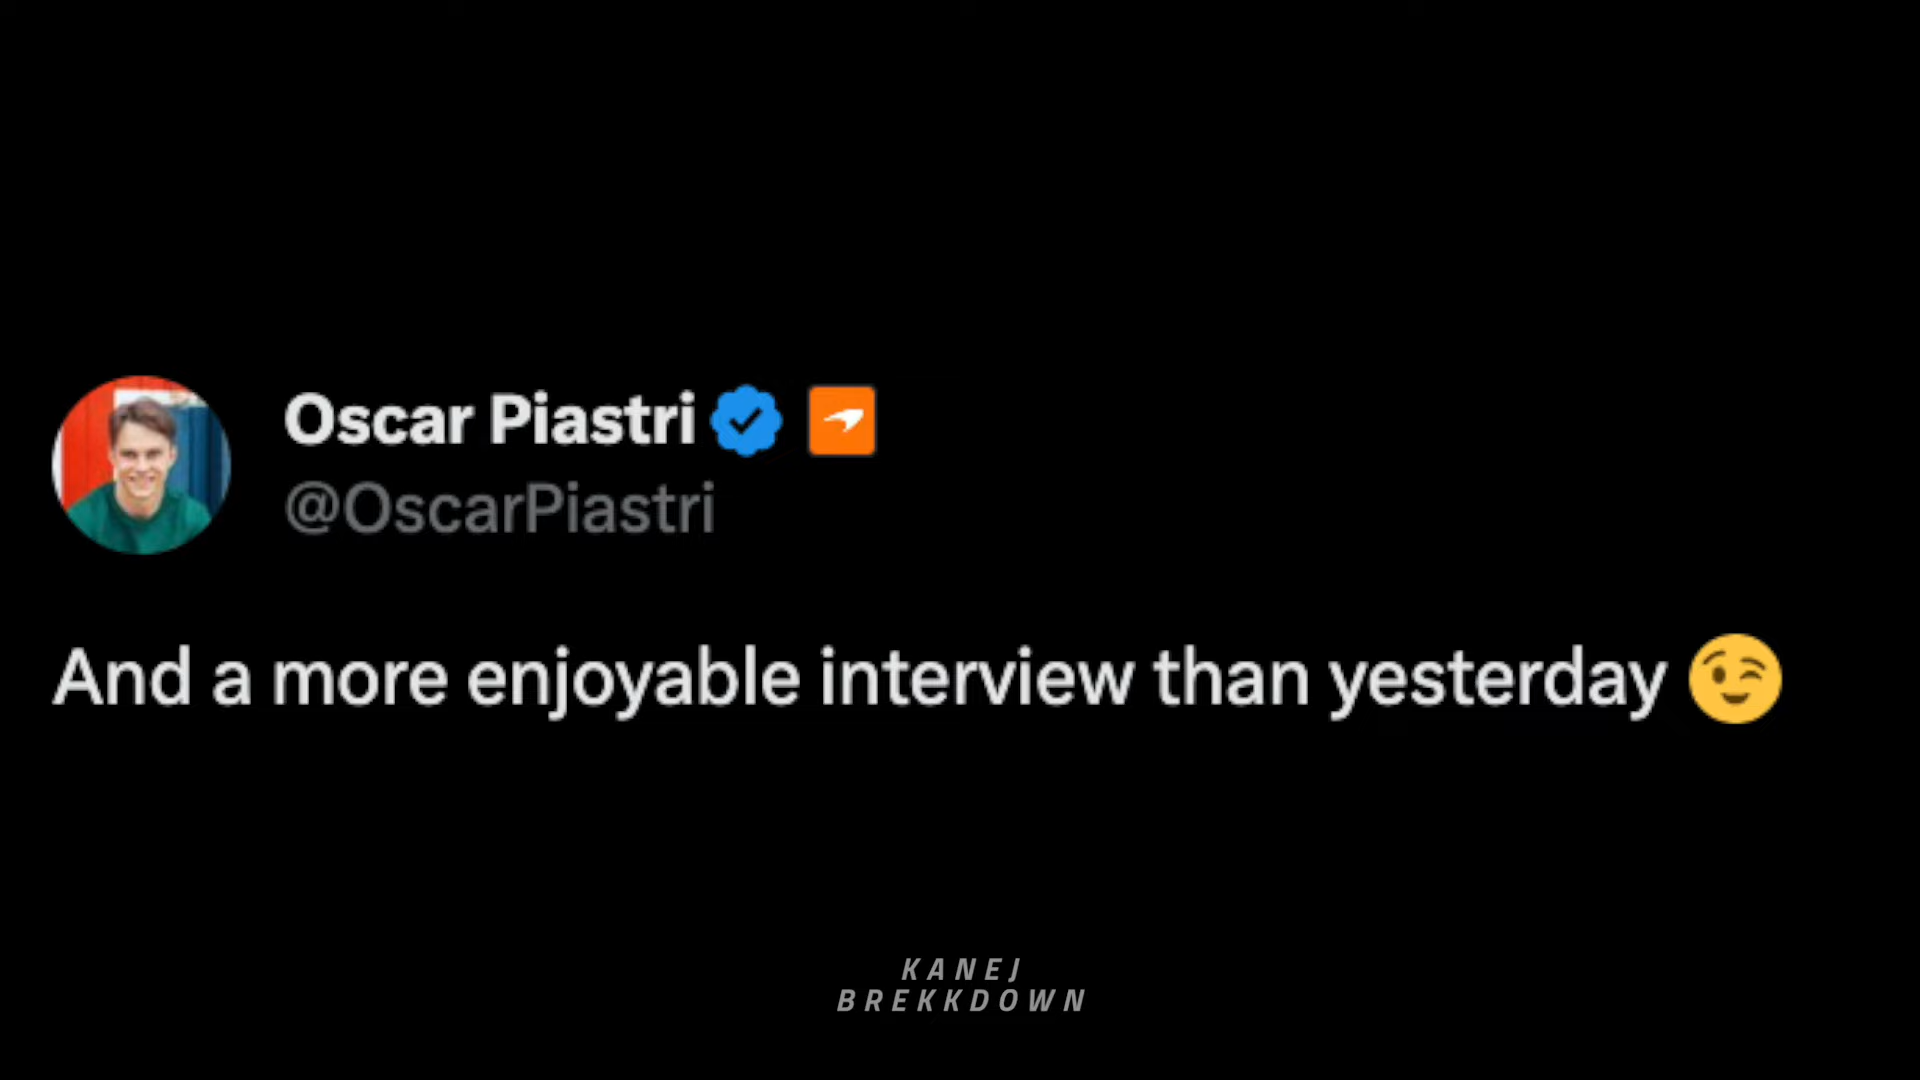 Oscar Piastri
@OscarPiastri
And a more enjoyable interview than yesterday 😉
KANEJ
BREKKDOWN